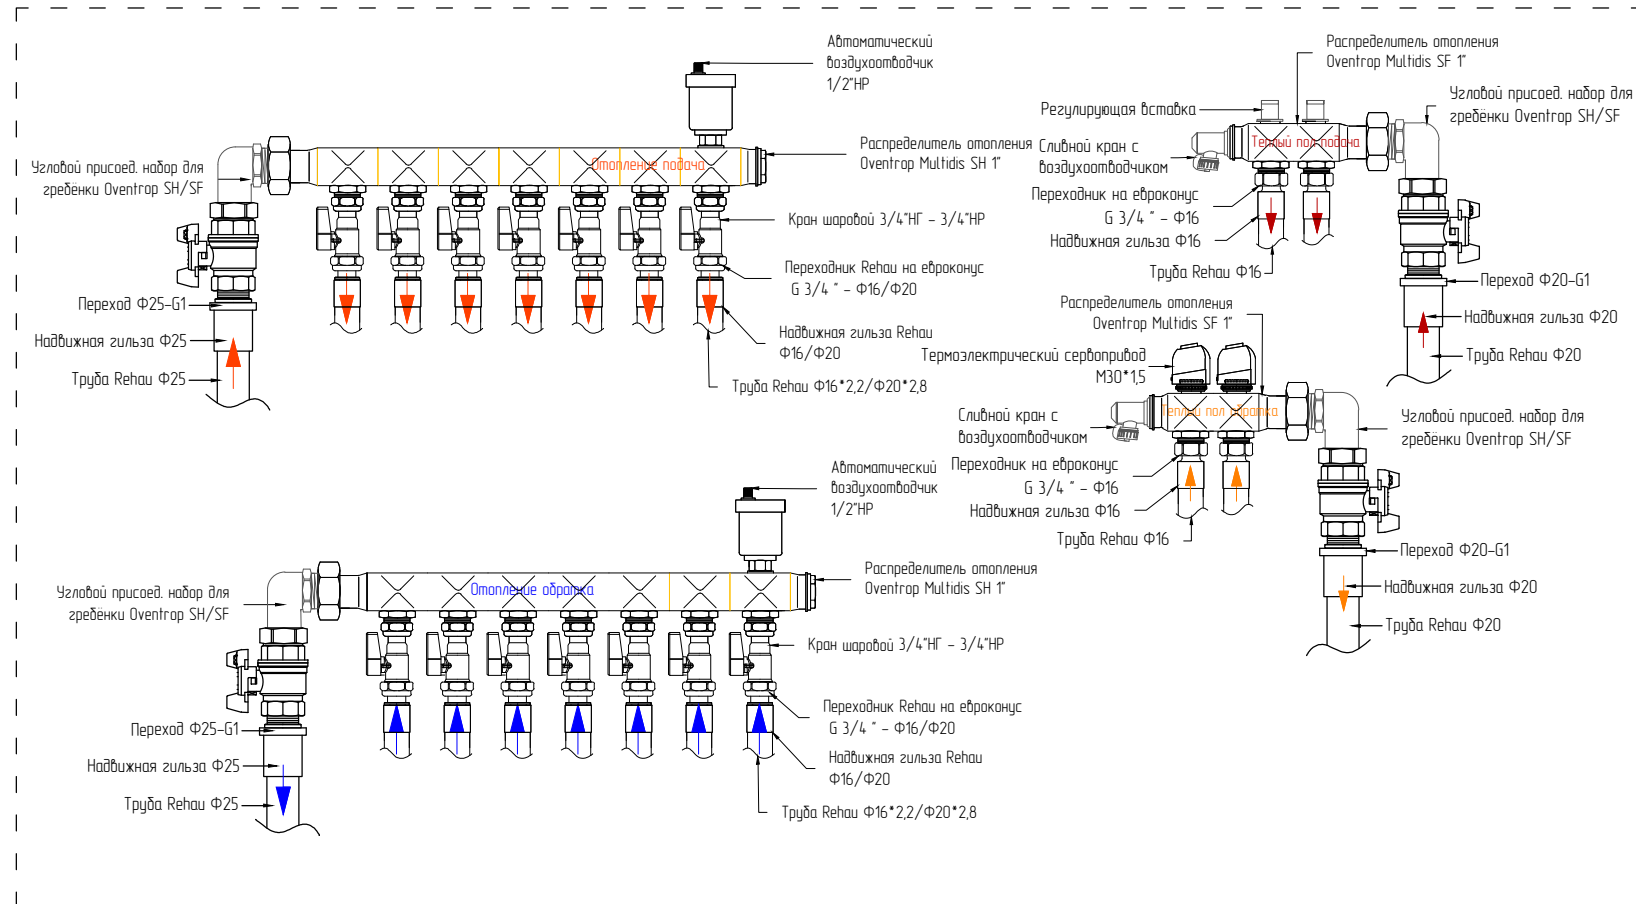 Автоматический
воздухоотводчик
1/2"НР
Угловой присоед. набор для
гребёнки Oventrop SH/SF
Отопление подача
Распределитель отопления
Oventrop Multidis SH 1"
Кран шаровой 3/4"НГ - 3/4"НР
Переходник Rehau на евроконус
G 3/4 " - Ф16/Ф20
Переход Ф25-G1
Надвижная гильза Ф25
Труба Rehau Ф25
Надвижная гильза Rehau
Ф16/Ф20
Труба Rehau Ф16*2,2/Ф20*2,8
Распределитель отопления
Oventrop Multidis SF 1"
Регулирующая вставка
Угловой присоед. набор для
гребёнки Oventrop SH/SF
Сливной кран с
воздухоотводчиком
Теплый пол подача
Переходник на евроконус
G 3/4 " - Ф16
Надвижная гильза Ф16
Труба Rehau Ф16
Переход Ф20-G1
Надвижная гильза Ф20
Труба Rehau Ф20
Распределитель отопления
Oventrop Multidis SF 1"
Термоэлектрический сервопривод
М30*1,5
Сливной кран с
воздухоотводчиком
Теплый пол обратка
Угловой присоед. набор для
гребёнки Oventrop SH/SF
Переходник на евроконус
G 3/4 " - Ф16
Надвижная гильза Ф16
Труба Rehau Ф16
Переход Ф20-G1
Надвижная гильза Ф20
Труба Rehau Ф20
Автоматический
воздухоотводчик
1/2"НР
Угловой присоед. набор для
гребёнки Oventrop SH/SF
Отопление обратка
Распределитель отопления
Oventrop Multidis SH 1"
Кран шаровой 3/4"НГ - 3/4"НР
Переходник Rehau на евроконус
G 3/4 " - Ф16/Ф20
Переход Ф25-G1
Надвижная гильза Ф25
Труба Rehau Ф25
Надвижная гильза Rehau
Ф16/Ф20
Труба Rehau Ф16*2,2/Ф20*2,8